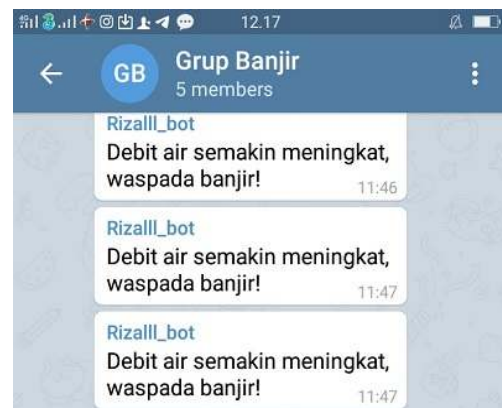 12.17
GB
Grup Banjir
5 members
Rizalll_bot
Debit air semakin meningkat,
waspada banjir!
11:46
Rizalll_bot
Debit air semakin meningkat,
waspada banjir!
11:47
Rizalll_bot
Debit air semakin meningkat,
waspada banjir!
11:47